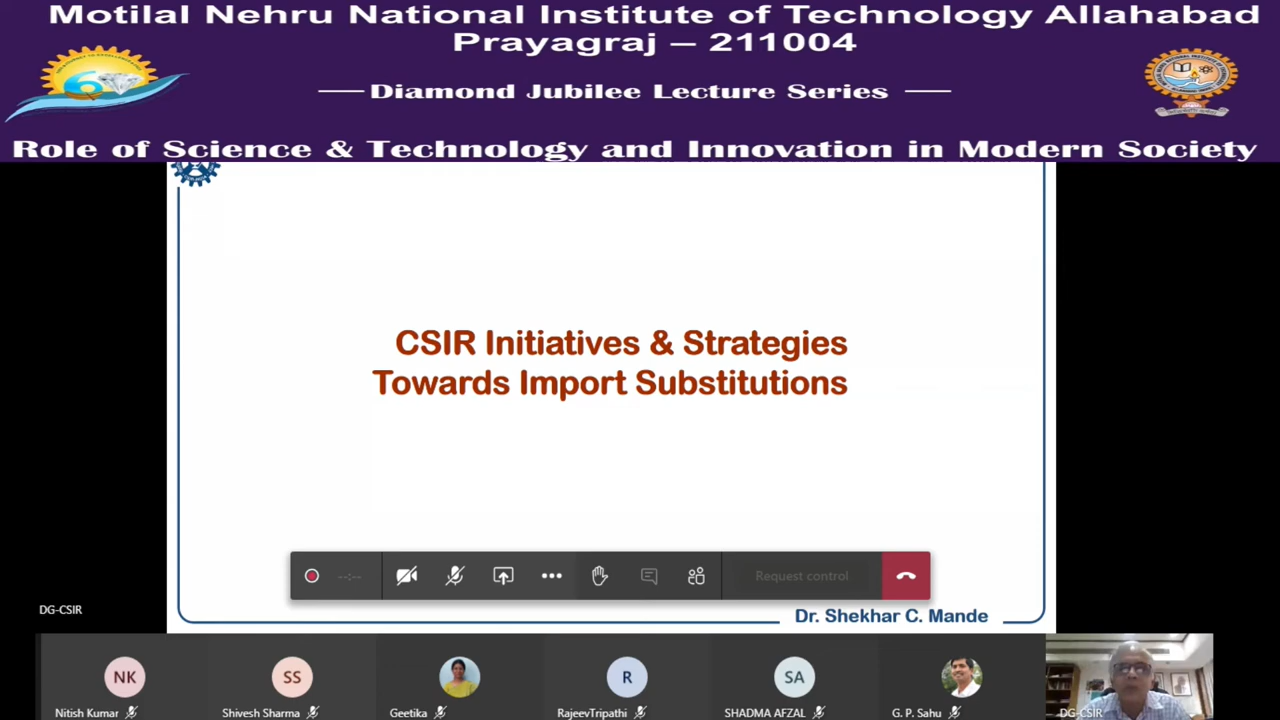 Motilal Nehru National Institute of Technology Allahabad
Prayagraj – 211004
Diamond Jubilee Lecture Series
Role of Science & Technology and Innovation in Modern Society
CSIR Initiatives & Strategies
Towards Import Substitutions
--:--
Request control
DG-CSIR
Dr. Shekhar C. Mande
NK
SS
R
SA
Nitish Kumar
Shivesh Sharma
Geetika
RajeevTripathi
SHADMA AFZAL
G. P. Sahu
DG-CSIR